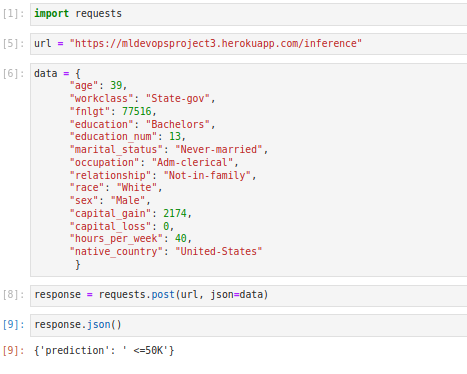 [1]: import requests
[5]: url = "https://mldevopsproject3.herokuapp.com/inference"
[6]: data = {
"age": 39,
"workclass": "State-gov",
"fnlgt": 77516,
"education": "Bachelors",
"education_num": 13,
"marital_status": "Never-married",
"occupation": "Adm-clerical",
"relationship": "Not-in-family",
"race": "White",
"sex": "Male",
"capital_gain": 2174,
"capital_loss": 0,
"hours_per_week": 40,
"native_country": "United-States"
}
[8]: response = requests.post(url, json=data)
[9]: response.json()
[9]: {'prediction': ' <=50K'}